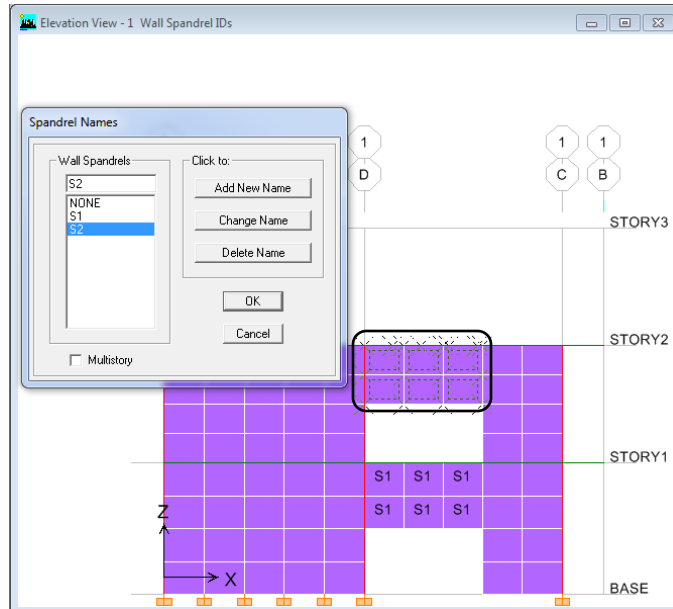 Elevation View - 1 Wall Spandrel IDs
Spandrel Names
Wall Spandrels
S2
NONE
S1
S2
Multistory
Click to:
Add New Name
Change Name
Delete Name
OK
Cancel
1 1 1
D C B
STORY3
STORY2
STORY1
S1 S1 S1
S1 S1 S1
Z
X
BASE